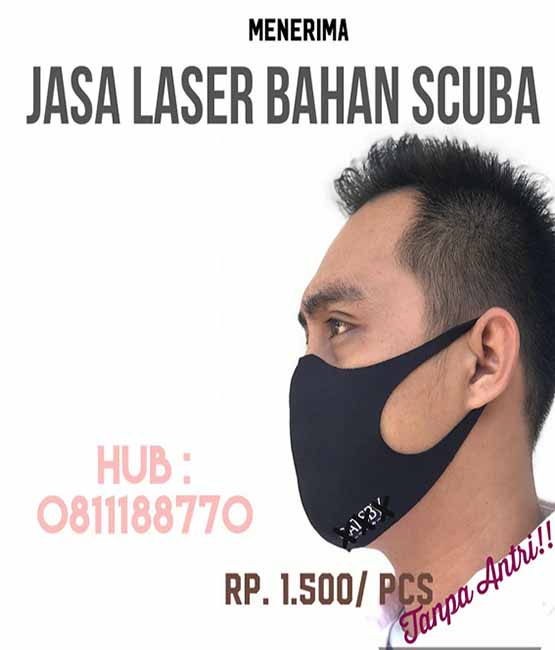 MENERIMA
JASA LASER BAHAN SCUBA
HUB :
0811188770
RP. 1.500/ PCS
Tanpa Antri!!